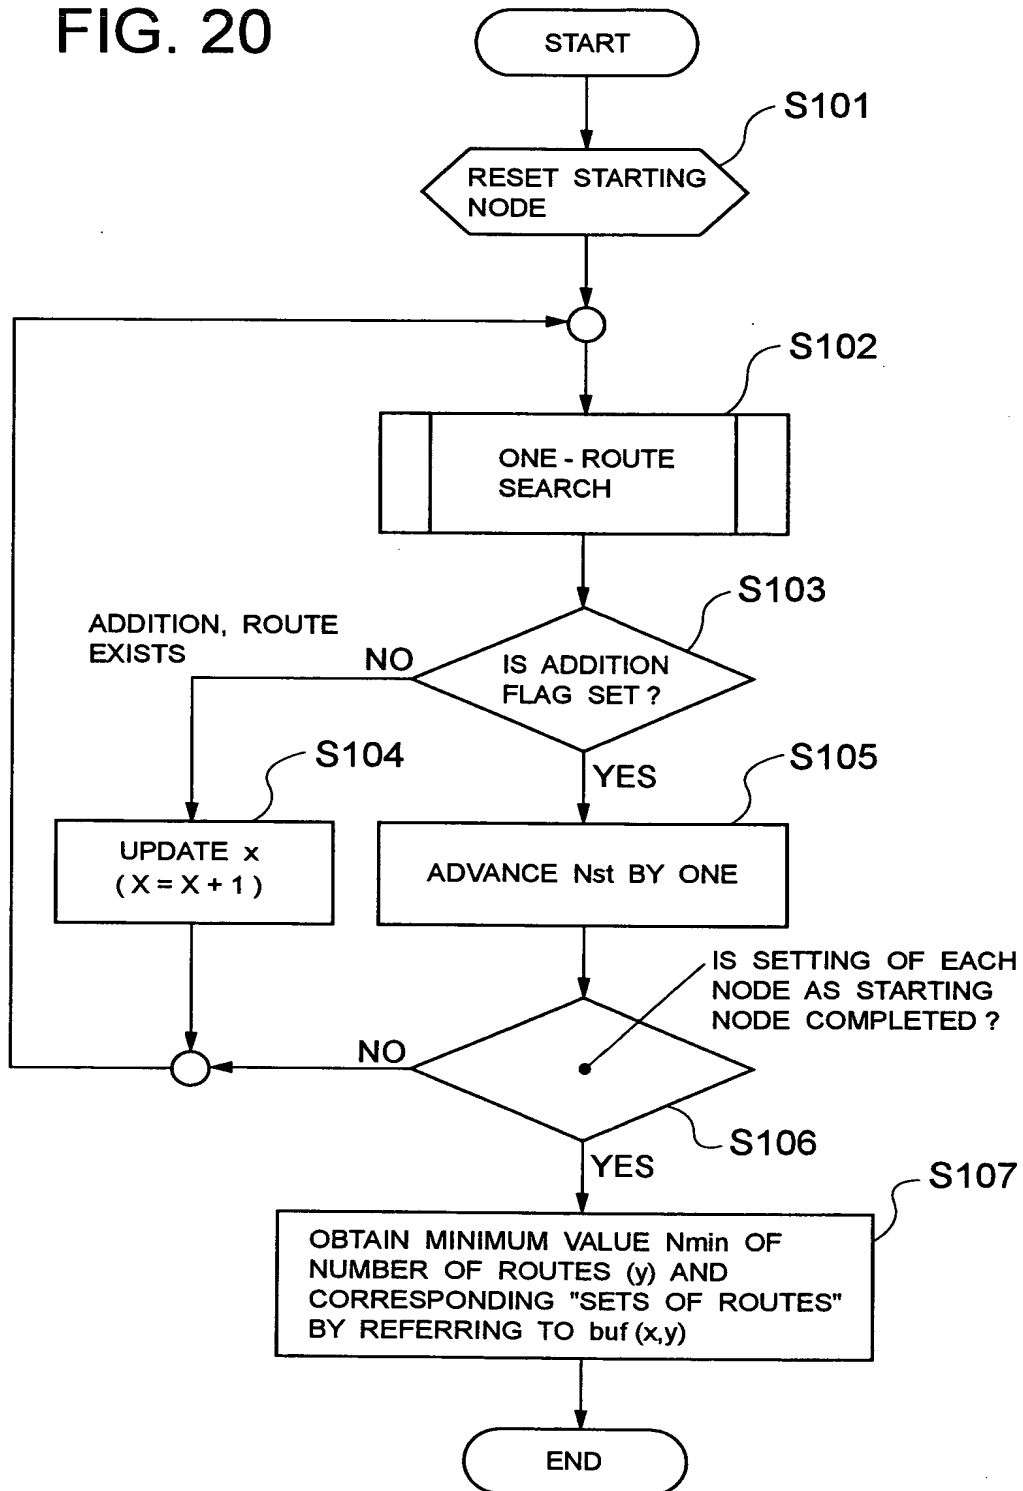 FIG. 20
START
S101
RESET STARTING
NODE
S102
ONE - ROUTE
SEARCH
S103
ADDITION, ROUTE
EXISTS
NO
IS ADDITION
FLAG SET ?
S104
YES
S105
UPDATE x
( X = X + 1 )
ADVANCE Nst BY ONE
IS SETTING OF EACH
NODE AS STARTING
NODE COMPLETED ?
NO
S106
YES
S107
OBTAIN MINIMUM VALUE Nmin OF
NUMBER OF ROUTES (y) AND
CORRESPONDING "SETS OF ROUTES"
BY REFERRING TO buf (x,y)
END